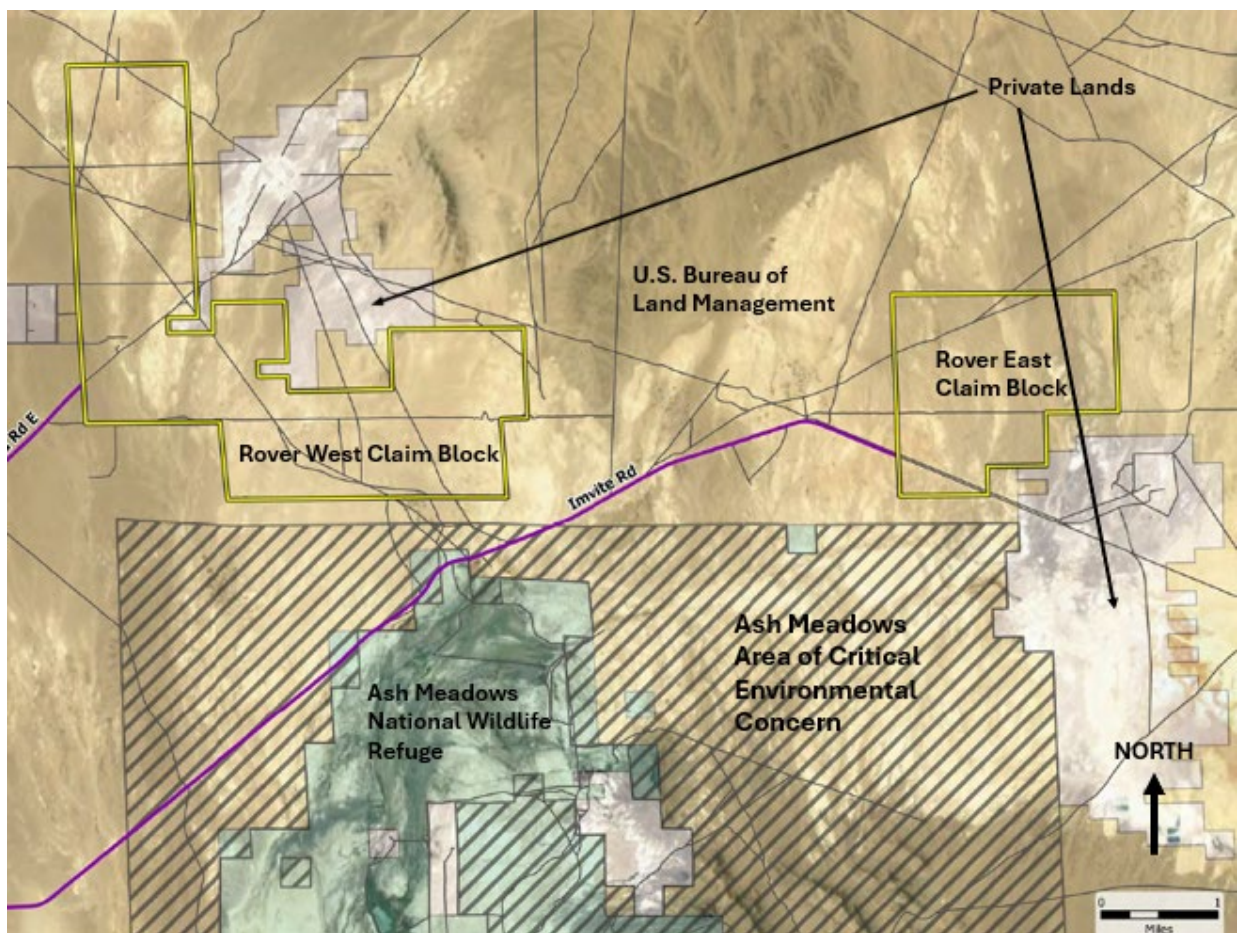 Private Lands
U.S. Bureau of
Land Management
Rover East
Claim Block
Rd E
Rover West Claim Block
Imvite Rd
Ash Meadows
Area of Critical
Environmental
Concern
Ash Meadows
National Wildlife
Refuge
NORTH
0 1
Miles